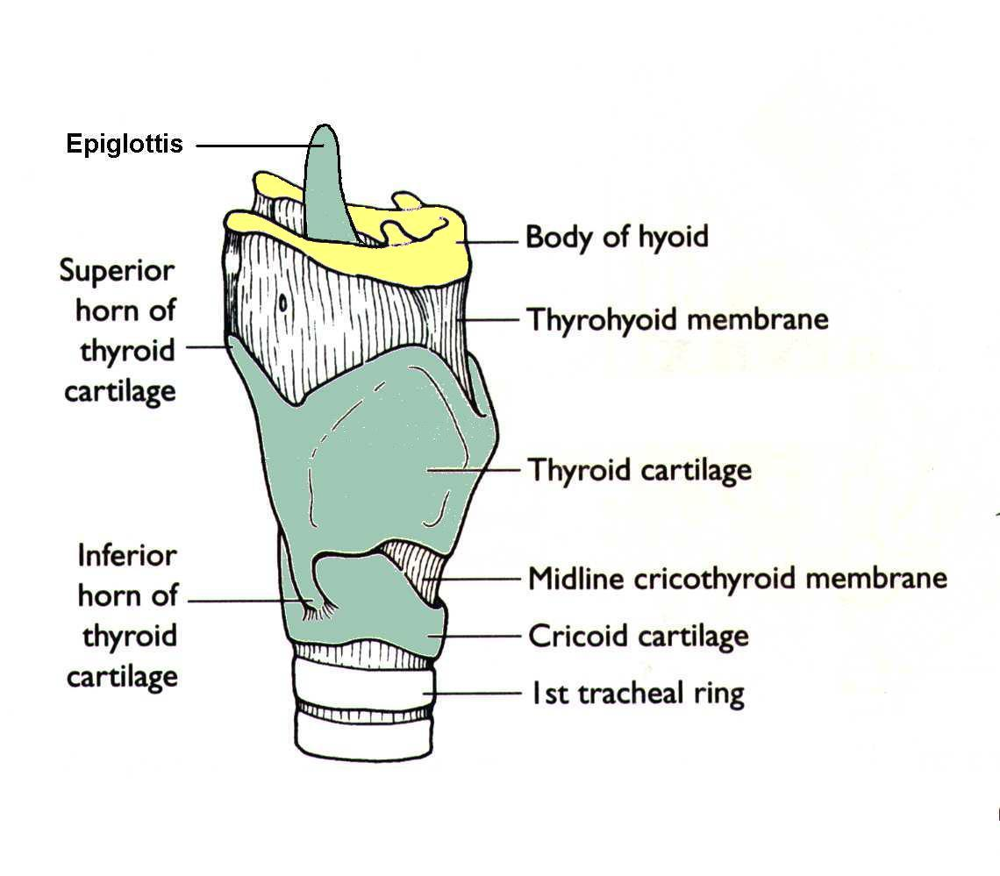 Epiglottis
Body of hyoid
Superior
horn of
thyroid
cartilage
Thyrohyoid membrane
Thyroid cartilage
Inferior
horn of
thyroid
cartilage
Midline cricothyroid membrane
Cricoid cartilage
1st tracheal ring